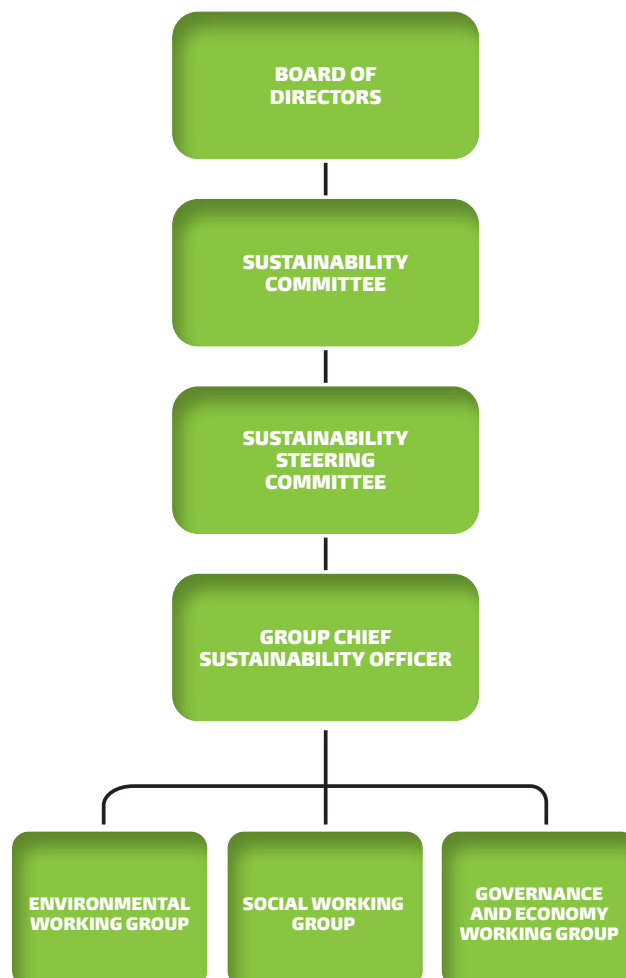 BOARD OF
DIRECTORS
SUSTAINABILITY
COMMITTEE
SUSTAINABILITY
STEERING
COMMITTEE
GROUP CHIEF
SUSTAINABILITY OFFICER
ENVIRONMENTAL
WORKING GROUP
SOCIAL WORKING
GROUP
GOVERNANCE
AND ECONOMY
WORKING GROUP